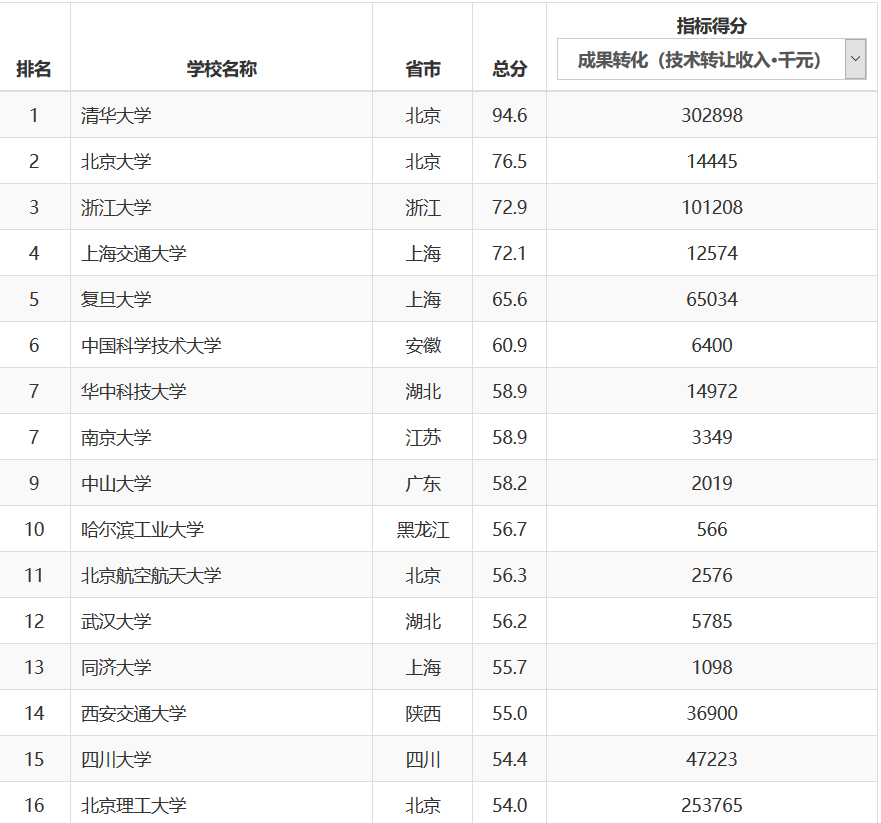 排名 学校名称 省市 总分 指标得分
成果转化（技术转让收入·千元）
1 清华大学 北京 94.6 302898
2 北京大学 北京 76.5 14445
3 浙江大学 浙江 72.9 101208
4 上海交通大学 上海 72.1 12574
5 复旦大学 上海 65.6 65034
6 中国科学技术大学 安徽 60.9 6400
7 华中科技大学 湖北 58.9 14972
7 南京大学 江苏 58.9 3349
9 中山大学 广东 58.2 2019
10 哈尔滨工业大学 黑龙江 56.7 566
11 北京航空航天大学 北京 56.3 2576
12 武汉大学 湖北 56.2 5785
13 同济大学 上海 55.7 1098
14 西安交通大学 陕西 55.0 36900
15 四川大学 四川 54.4 47223
16 北京理工大学 北京 54.0 253765